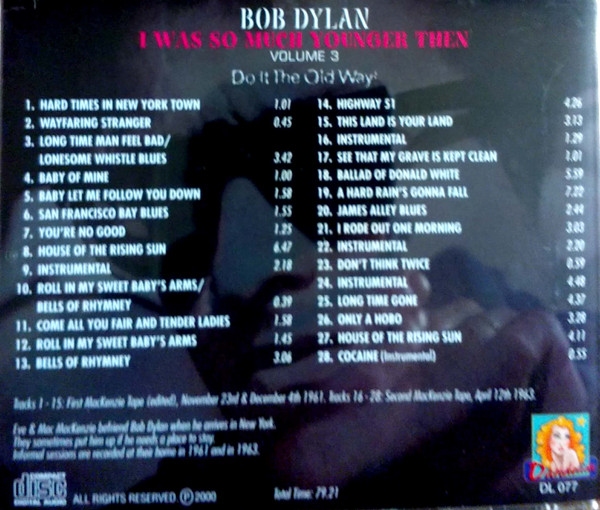 BOB DYLAN
I WAS SO MUCH YOUNGER THEN
VOLUME 3
Do It The Old Way
1. HARD TIMES IN NEW YORK TOWN 1.01
2. WAYFARING STRANGER 0.45
3. LONG TIME MAN FEEL BAD/
LONESOME WHISTLE BLUES 3.42
4. BABY OF MINE 1.00
5. BABY LET ME FOLLOW YOU DOWN 1.58
6. SAN FRANCISCO BAY BLUES 1.55
7. YOU'RE NO GOOD 1.25
8. HOUSE OF THE RISING SUN 6.47
9. INSTRUMENTAL 2.18
10. ROLL IN MY SWEET BABY'S ARMS/
BELLS OF RHYMNEY 0.39
11. COME ALL YOU FAIR AND TENDER LADIES 1.58
12. ROLL IN MY SWEET BABY'S ARMS 1.45
13. BELLS OF RHYMNEY 3.06
14. HIGHWAY 51 4.26
15. THIS LAND IS YOUR LAND 3.13
16. INSTRUMENTAL 1.29
17. SEE THAT MY GRAVE IS KEPT CLEAN 1.01
18. BALLAD OF DONALD WHITE 5.59
19. A HARD RAIN'S GONNA FALL 7.22
20. JAMES ALLEY BLUES 2.44
21. I RODE OUT ONE MORNING 3.03
22. INSTRUMENTAL 2.20
23. DON'T THINK TWICE 0.59
24. INSTRUMENTAL 4.48
25. LONG TIME GONE 4.37
26. ONLY A HOBO 3.28
27. HOUSE OF THE RISING SUN 4.11
28. COCAINE (Instrumental) 0.55
Tracks 1 - 15: First MacKenzie Tape (edited), November 23rd & December 4th 1961. Tracks 16 - 28: Second MacKenzie Tape, April 12th 1963.
Eve & Mac MacKenzie befriend Bob Dylan when he arrives in New York.
They sometimes put him up if he needs a place to stay.
Informal sessions are recorded at their home in 1961 and in 1963.
COMPACT
disc
DIGITAL AUDIO
ALL RIGHTS RESERVED Ⓟ 2000
Total Time: 79.21
Dandelion
DL 077